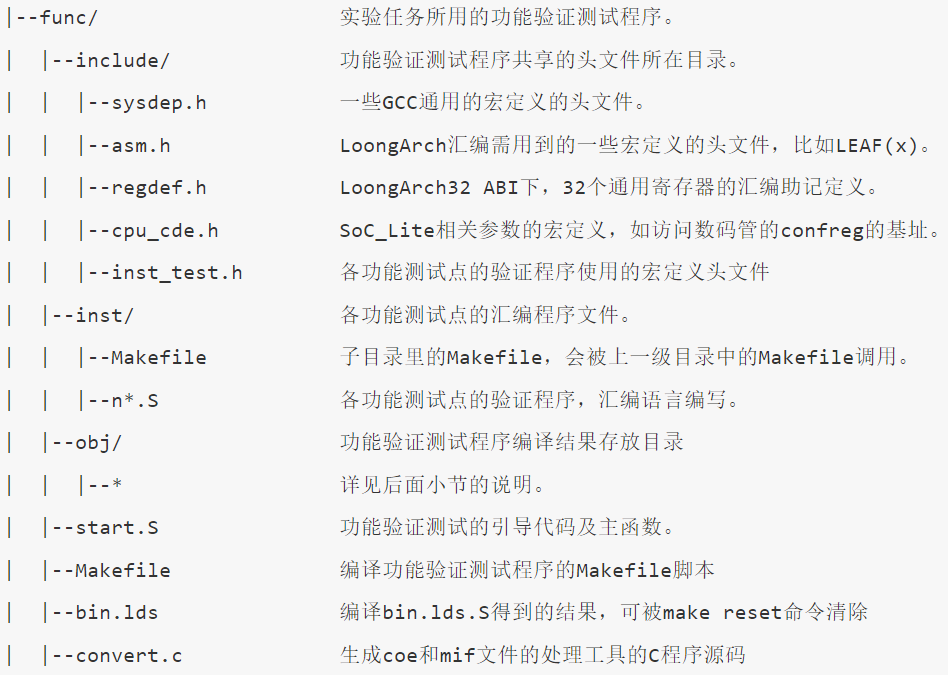 |--func/ 实验任务所用的功能验证测试程序。
| |--include/ 功能验证测试程序共享的头文件所在目录。
| | |--sysdep.h 一些GCC通用的宏定义的头文件。
| | |--asm.h LoongArch汇编需用到的一些宏定义的头文件，比如LEAF(x)。
| | |--regdef.h LoongArch32 ABI下，32个通用寄存器的汇编助记定义。
| | |--cpu_cde.h SoC_Lite相关参数的宏定义，如访问数码管的confreg的基址。
| | |--inst_test.h 各功能测试点的验证程序使用的宏定义头文件
| |--inst/ 各功能测试点的汇编程序文件。
| | |--Makefile 子目录里的Makefile，会被上一级目录中的Makefile调用。
| | |--n*.S 各功能测试点的验证程序，汇编语言编写。
| |--obj/ 功能验证测试程序编译结果存放目录
| | |--* 详见后面小节的说明。
| |--start.S 功能验证测试的引导代码及主函数。
| |--Makefile 编译功能验证测试程序的Makefile脚本
| |--bin.lds 编译bin.lds.S得到的结果，可被make reset命令清除
| |--convert.c 生成coe和mif文件的处理工具的C程序源码